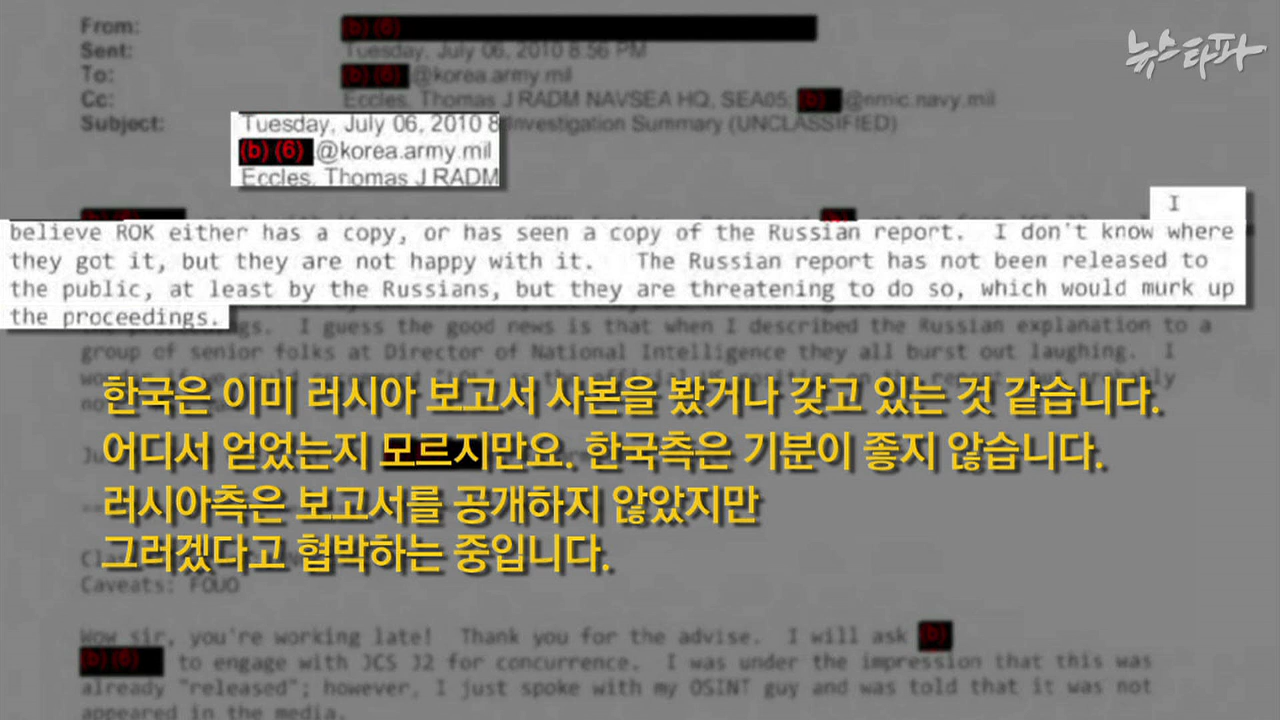 From: (b) (6)
뉴스타파
Sent: Tuesday, July 06, 2010 8:56 PM
To: (b) (6) @korea.army.mil
Cc: Eccles, Thomas J RADM NAVSEA HQ, SEA05; (b) @nmic.navy.mil
Subject: Investigation Summary (UNCLASSIFIED)
Tuesday, July 06, 2010 8
(b) (6) @korea.army.mil
Eccles, Thomas J RADM
I
believe ROK either has a copy, or has seen a copy of the Russian report. I don't know where
they got it, but they are not happy with it. The Russian report has not been released to
the public, at least by the Russians, but they are threatening to do so, which would murk up
the proceedings.
I guess the good news is that when I described the Russian explanation to a
group of senior folks at Director of National Intelligence they all burst out laughing. I
한국은 이미 러시아 보고서 사본을 봤거나 갖고 있는 것 같습니다.
어디서 얻었는지 모르지만요. 한국측은 기분이 좋지 않습니다.
러시아측은 보고서를 공개하지 않았지만
그러겠다고 협박하는 중입니다.
Caveats: FOUO
Wow sir, you're working late! Thank you for the advise. I will ask (b)
(b) (6) to engage with JCS J2 for concurrence. I was under the impression that this was
already "released"; however, I just spoke with my OSINT guy and was told that it was not
appeared in the media.